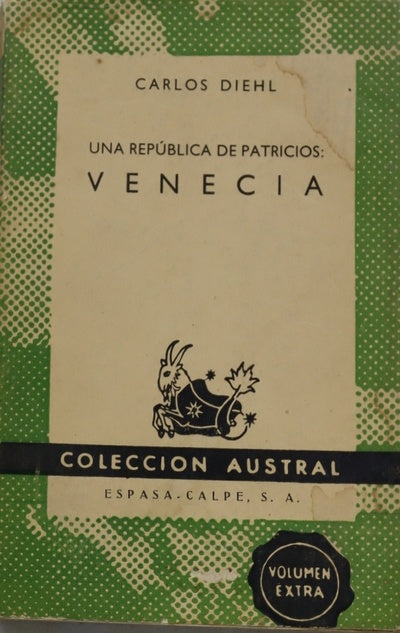 CARLOS DIEHL
UNA REPÚBLICA DE PATRICIOS:
VENECIA
COLECCION AUSTRAL
ESPASA-CALPE, S. A.
VOLUMEN
EXTRA